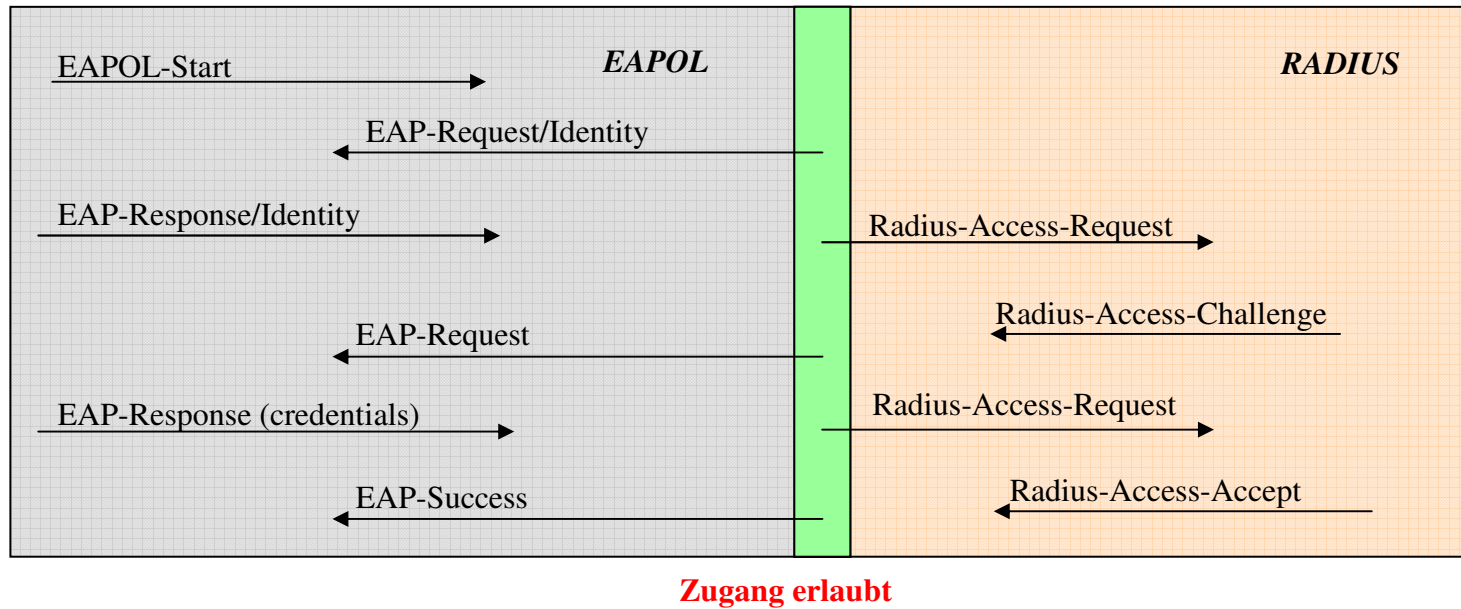 EAPOL
RADIUS
EAPOL-Start
EAP-Request/Identity
EAP-Response/Identity
Radius-Access-Request
Radius-Access-Challenge
EAP-Request
EAP-Response (credentials)
Radius-Access-Request
EAP-Success
Radius-Access-Accept
Zugang erlaubt